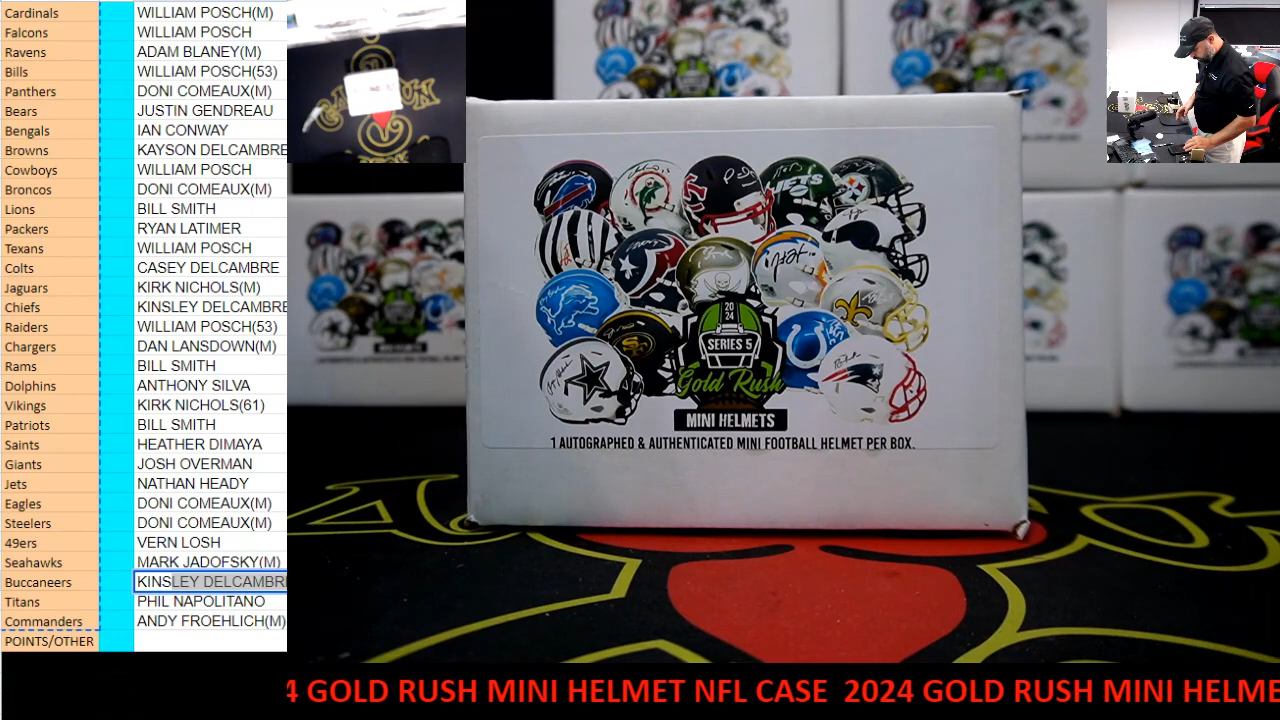 Cardinals WILLIAM POSCH(M)
Falcons WILLIAM POSCH
Ravens ADAM BLANEY(M)
Bills WILLIAM POSCH(53)
Panthers DONI COMEAUX(M)
Bears JUSTIN GENDREAU
Bengals IAN CONWAY
Browns KAYSON DELCAMBRE
Cowboys WILLIAM POSCH
Broncos DONI COMEAUX(M)
Lions BILL SMITH
Packers RYAN LATIMER
Texans WILLIAM POSCH
Colts CASEY DELCAMBRE
Jaguars KIRK NICHOLS(M)
Chiefs KINSLEY DELCAMBRE
Raiders WILLIAM POSCH(53)
Chargers DAN LANSDOWN(M)
Rams BILL SMITH
Dolphins ANTHONY SILVA
Vikings KIRK NICHOLS(61)
Patriots BILL SMITH
Saints HEATHER DIMAYA
Giants JOSH OVERMAN
Jets NATHAN HEADY
Eagles DONI COMEAUX(M)
Steelers DONI COMEAUX(M)
49ers VERN LOSH
Seahawks MARK JADOFSKY(M)
Buccaneers KINSLEY DELCAMBRE
Titans PHIL NAPOLITANO
Commanders ANDY FROEHLICH(M)
POINTS/OTHER
JETS
20
24
SERIES 5
Gold Rush
MINI HELMETS
1 AUTOGRAPHED & AUTHENTICATED MINI FOOTBALL HELMET PER BOX.
4 GOLD RUSH MINI HELMET NFL CASE 2024 GOLD RUSH MINI HELME